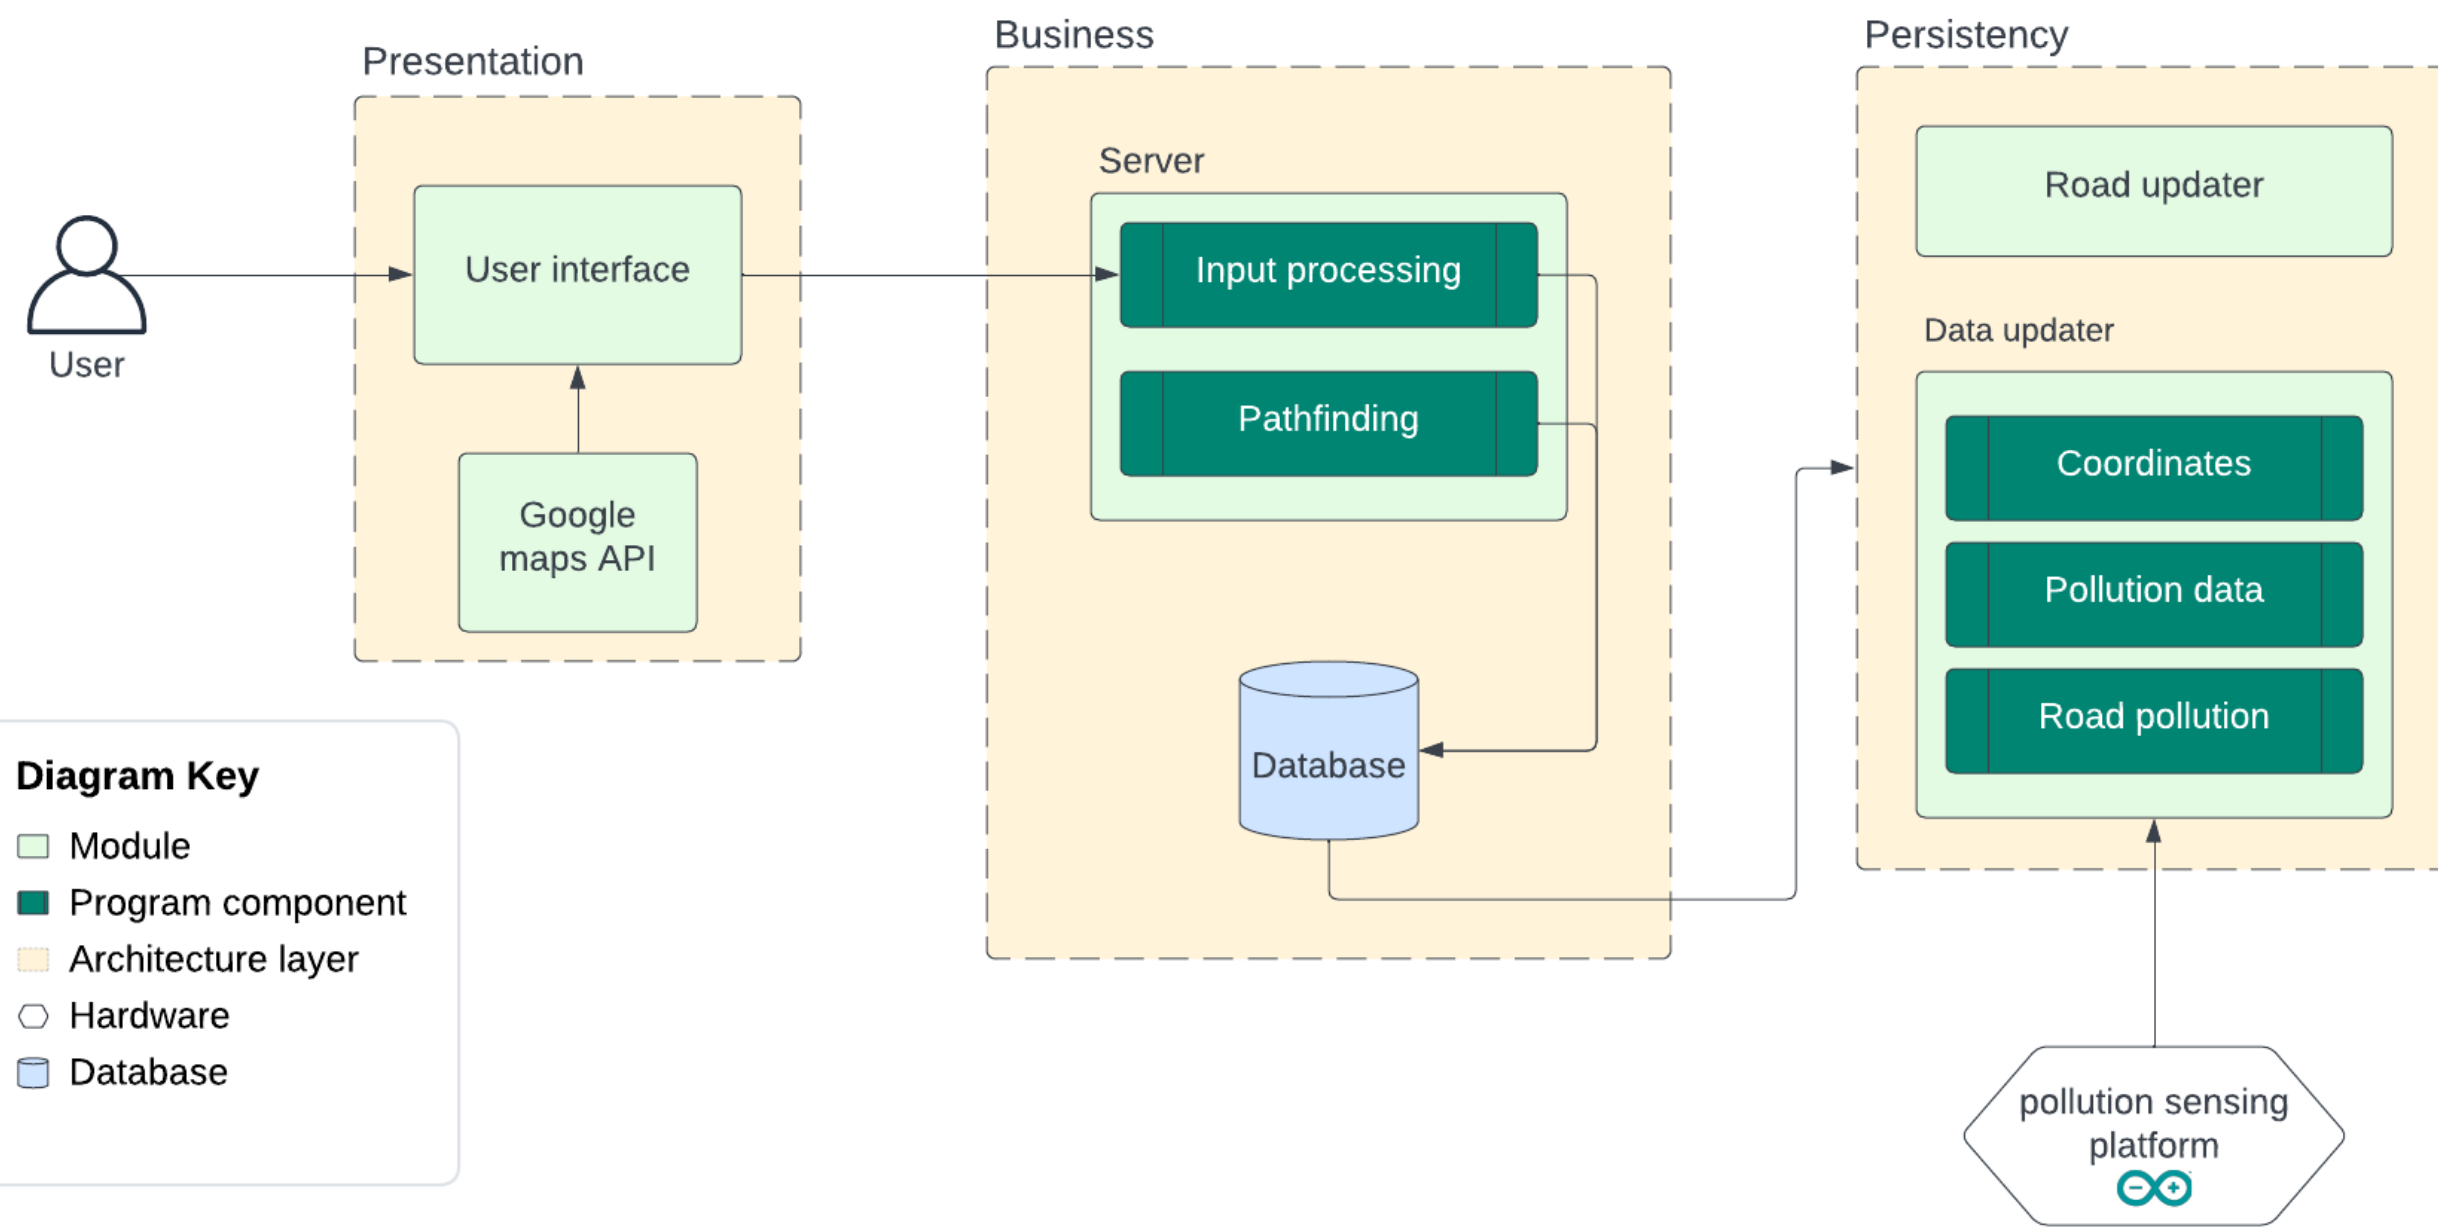 Presentation
User interface
Google
maps API
User
Business
Server
Input processing
Pathfinding
Database
Persistency
Road updater
Data updater
Coordinates
Pollution data
Road pollution
pollution sensing
platform
Diagram Key
Module
Program component
Architecture layer
Hardware
Database